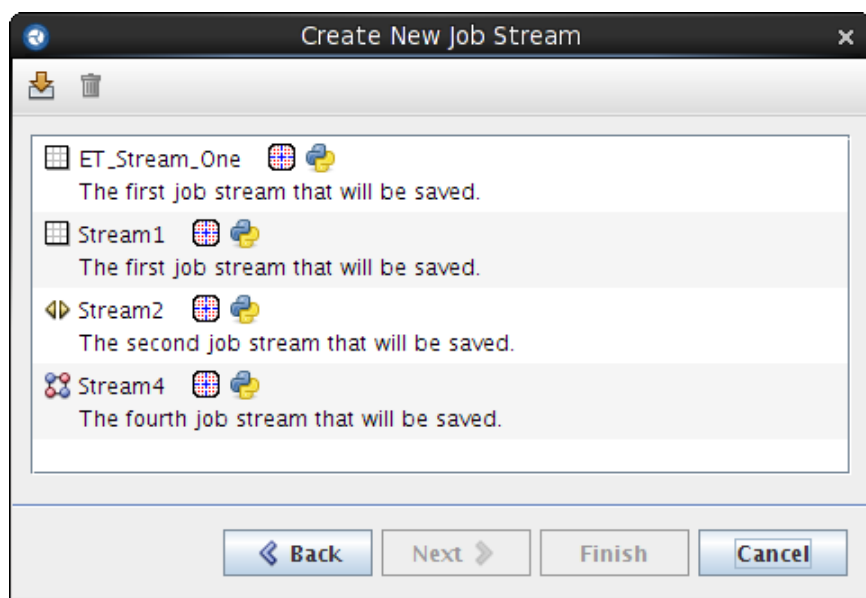 Create New Job Stream
ET_Stream_One
The first job stream that will be saved.
Stream1
The first job stream that will be saved.
Stream2
The second job stream that will be saved.
Stream4
The fourth job stream that will be saved.
Back Next Finish Cancel